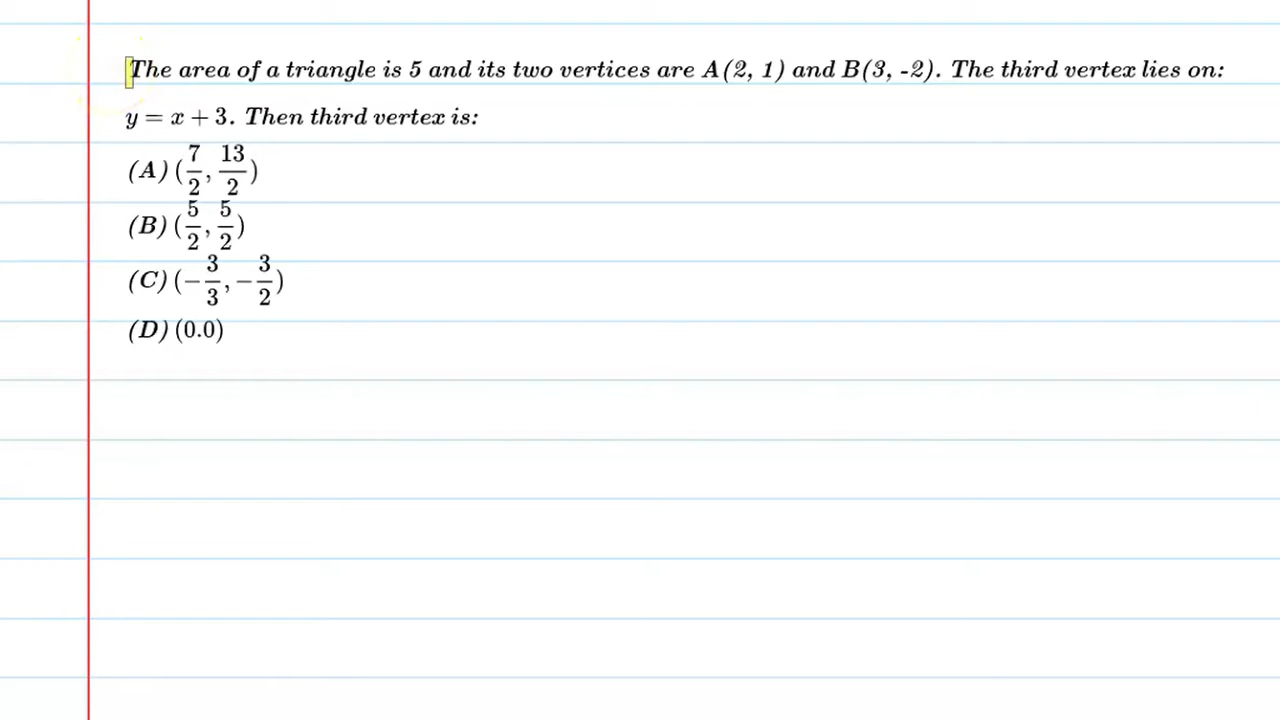 The area of a triangle is 5 and its two vertices are A(2, 1) and B(3, -2). The third vertex lies on:
y = x + 3. Then third vertex is:
(A) (7/2, 13/2)
(B) (5/2, 5/2)
(C) (-3/3, -3/2)
(D) (0.0)